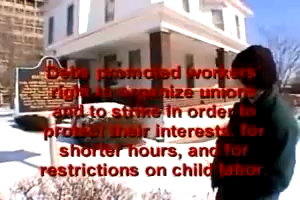 Debs promoted workers
right to organize unions
and to strike in order to
protect their interests, for
shorter hours, and for
restrictions on child labor.